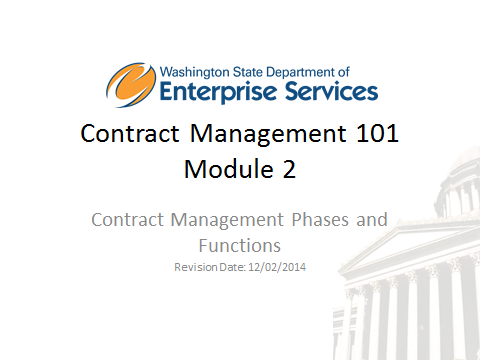 Washington State Department of
Enterprise Services
Contract Management 101
Module 2
Contract Management Phases and
Functions
Revision Date: 12/02/2014